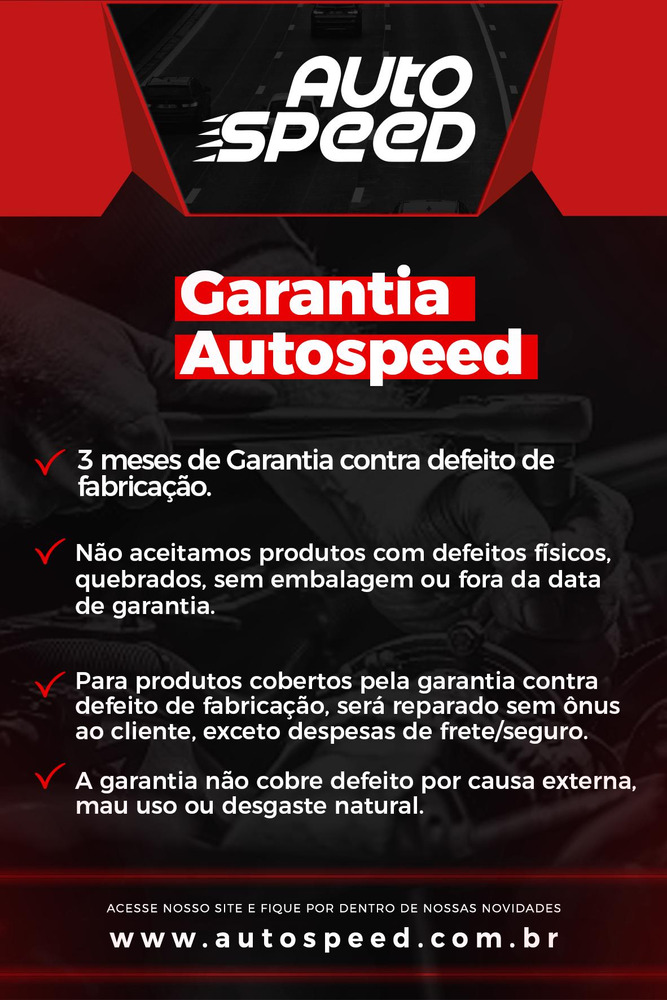 AUTO
SPEED
Garantia
Autospeed
3 meses de Garantia contra defeito de
fabricação.
Não aceitamos produtos com defeitos físicos,
quebrados, sem embalagem ou fora da data
de garantia.
Para produtos cobertos pela garantia contra
defeito de fabricação, será reparado sem ônus
ao cliente, exceto despesas de frete/seguro.
A garantia não cobre defeito por causa externa,
mau uso ou desgaste natural.
ACESSE NOSSO SITE E FIQUE POR DENTRO DE NOSSAS NOVIDADES
www.autospeed.com.br